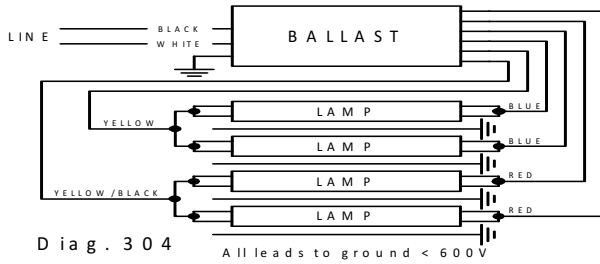 BLACK
LINE
WHITE
BALLAST
LAMP
BLUE
YELLOW
LAMP
BLUE
LAMP
RED
YELLOW/BLACK
LAMP
RED
Diag. 304
All leads to ground < 600V